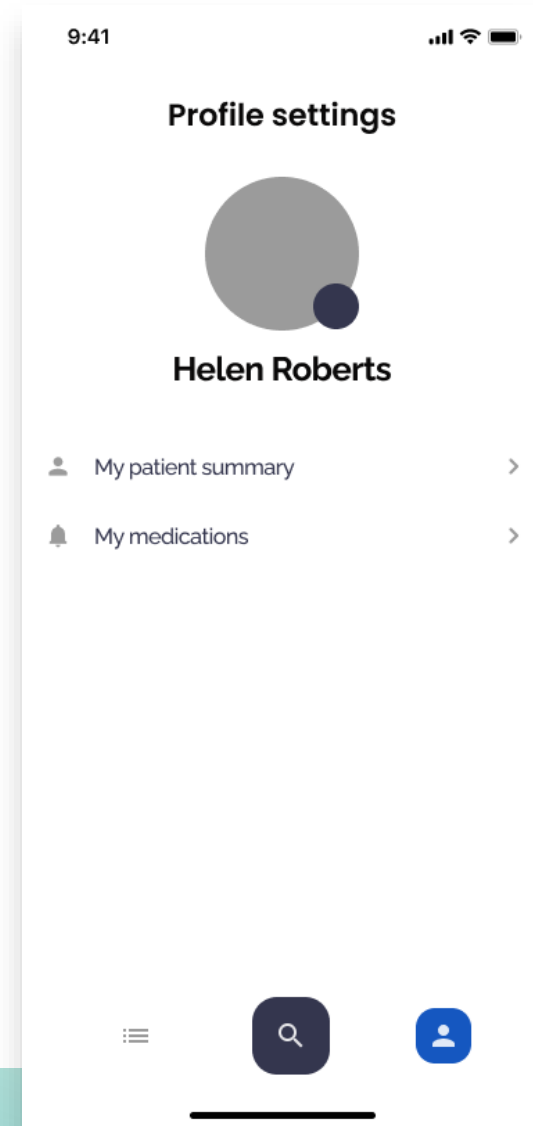 9:41
Profile settings
Helen Roberts
My patient summary
My medications